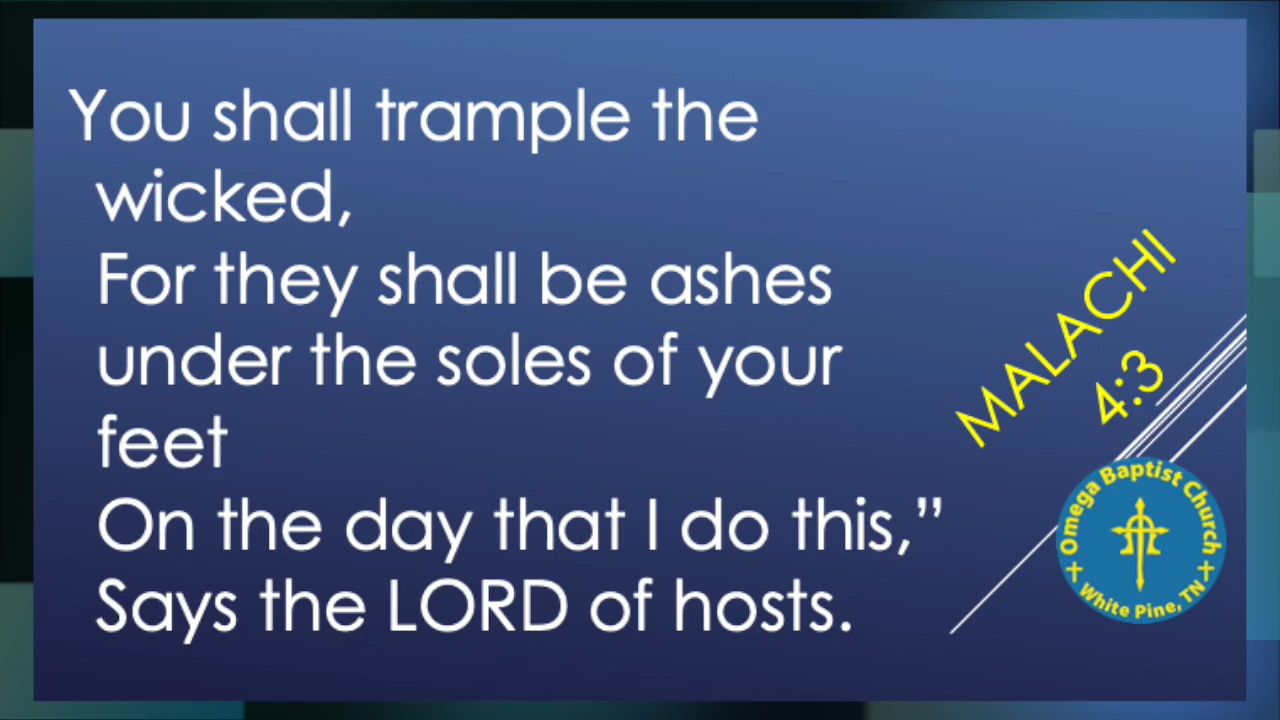 You shall trample the
wicked,
For they shall be ashes
under the soles of your
feet
On the day that I do this,”
Says the LORD of hosts.
MALACHI
4:3
Omega Baptist Church
White Pine, TN